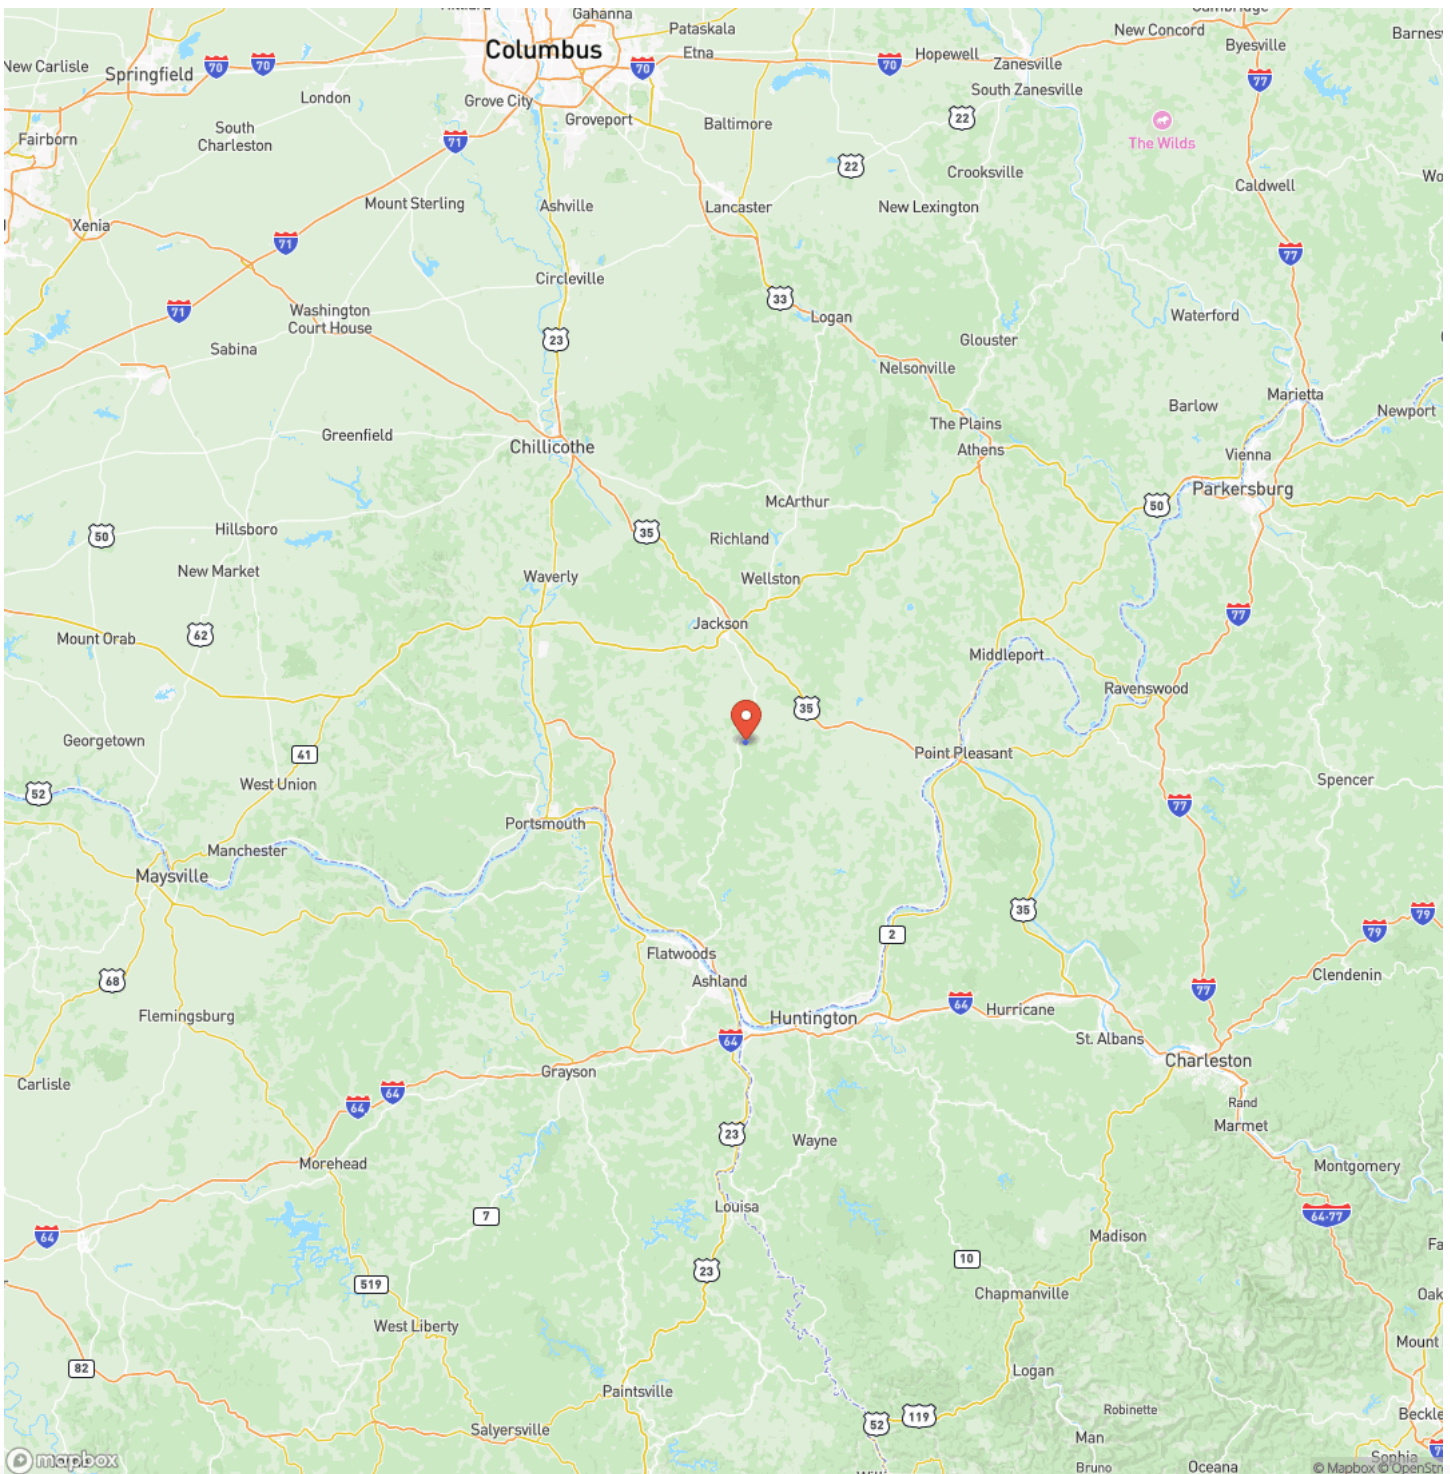 Gahanna
Pataskala
New Concord
Cambridge
Byesville
Columbus
Etna
70
Hopewell
New Carlisle
Springfield
70
70
70
Zanesville
77
London
Grove City
South Zanesville
Groveport
Baltimore
22
Fairborn
South
Charleston
71
The Wilds
22
Crooksville
Caldwell
Mount Sterling
Ashville
Lancaster
New Lexington
Xenia
71
77
Circleville
33
71
Washington
Court House
Logan
Waterford
23
Glouster
Sabina
Nelsonville
Marietta
Barlow
Newport
The Plains
Greenfield
Chillicothe
Athens
Vienna
Parkersburg
McArthur
50
Hillsboro
50
35
Richland
New Market
Waverly
Wellston
77
Jackson
Mount Orab
62
Middleport
Ravenswood
35
Georgetown
41
Point Pleasant
West Union
Spencer
52
77
Portsmouth
Manchester
Maysville
35
79
79
2
Flatwoods
Clendenin
68
Ashland
77
64
Hurricane
Flemingsburg
Huntington
64
St. Albans
Charleston
Grayson
Carlisle
64
64
Rand
Marmet
23
Wayne
Morehead
Montgomery
Louisa
7
64-77
64
Madison
10
23
519
Chapmanville
West Liberty
Mount
82
Logan
Paintsville
Robinette
52
119
Salyersville
Man
mapbox
Bruno
Oceana
Sophia
© Mapbox © OpenStr